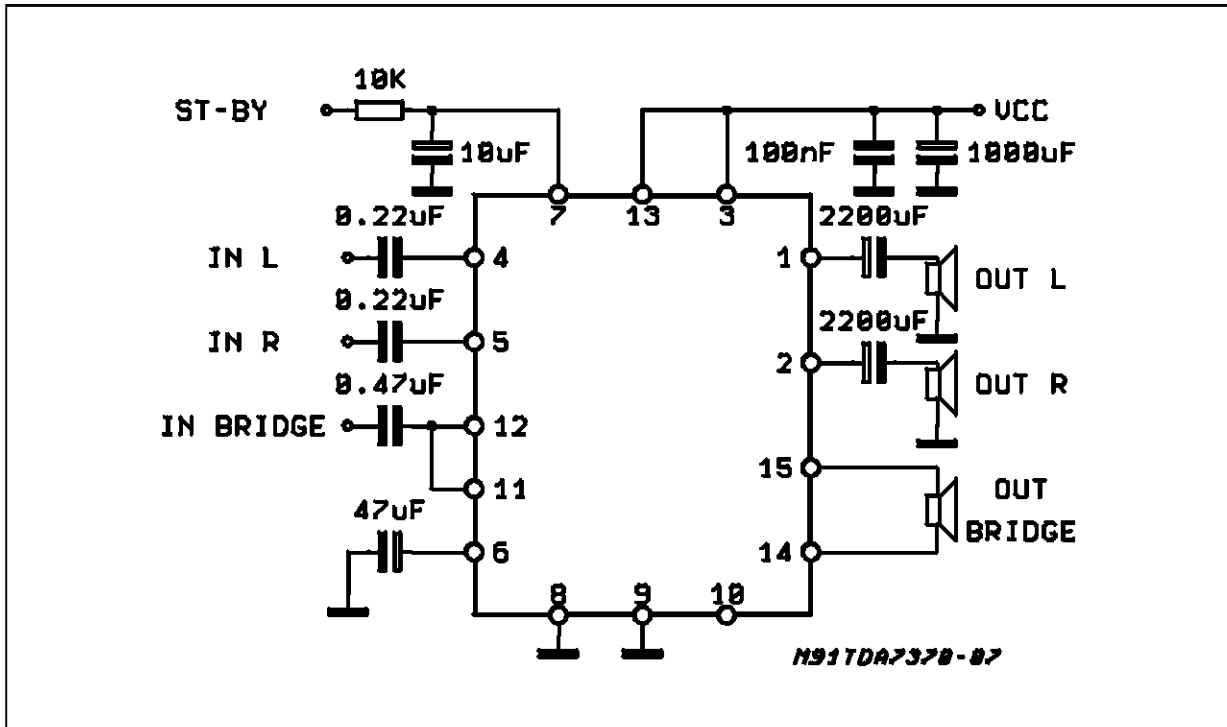 10K
ST-BY
VCC
10uF
100nF
1000uF
7
13
3
0.22uF
2200uF
IN L
4
1
OUT L
0.22uF
2200uF
IN R
5
2
OUT R
0.47uF
IN BRIDGE
12
15
11
OUT
BRIDGE
47uF
6
14
8
9
10
M91TDA7370-07